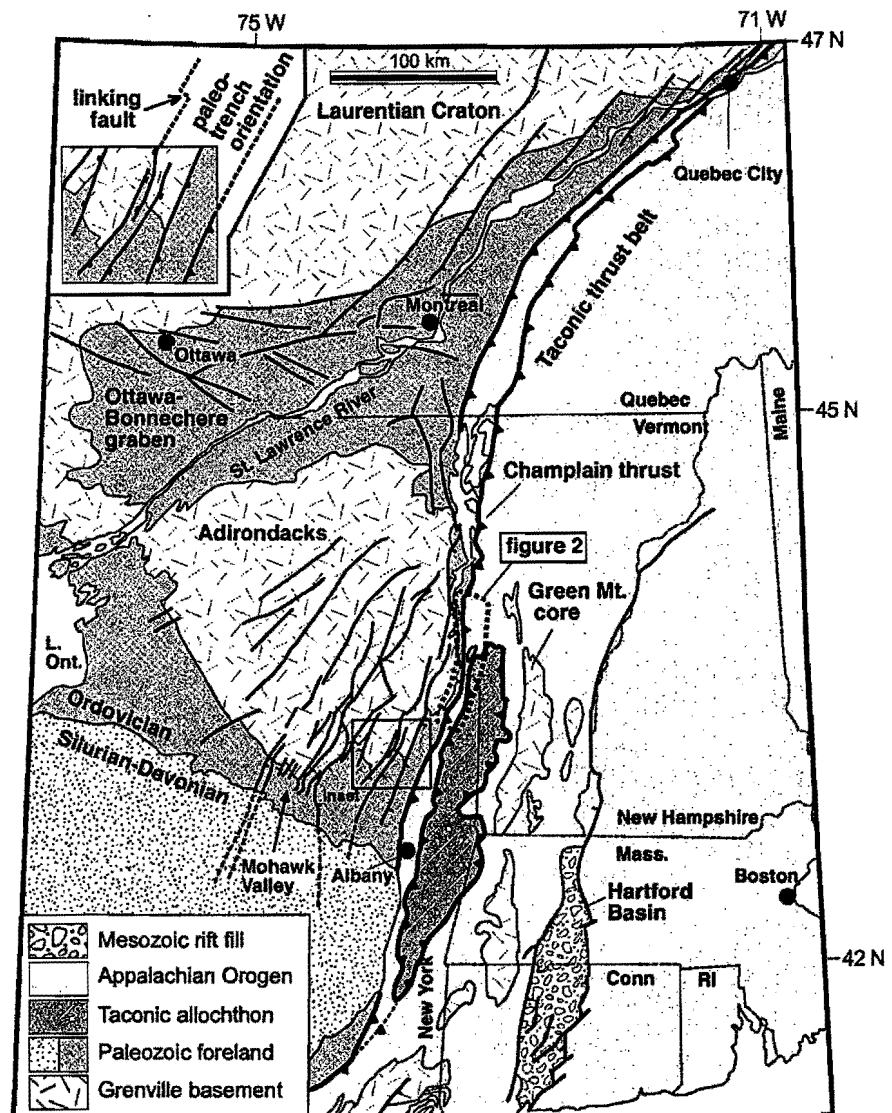 75 W
71 W
47 N
100 km
linking
fault
paleo-
trench
orientation
Laurentian Craton
Quebec City
Taconic thrust belt
Montreal
Ottawa
Ottawa-
Bonnechere
graben
St. Lawrence River
Quebec
Vermont
Maine
45 N
Champlain thrust
Adirondacks
figure 2
Green Mt.
core
L.
Ont.
Ordovician
Silurian-Devonian
Inset
Mohawk
Valley
Albany
New Hampshire
Mass.
Boston
Hartford
Basin
New York
Conn
RI
42 N
Mesozoic rift fill
Appalachian Orogen
Taconic allochthon
Paleozoic foreland
Grenville basement